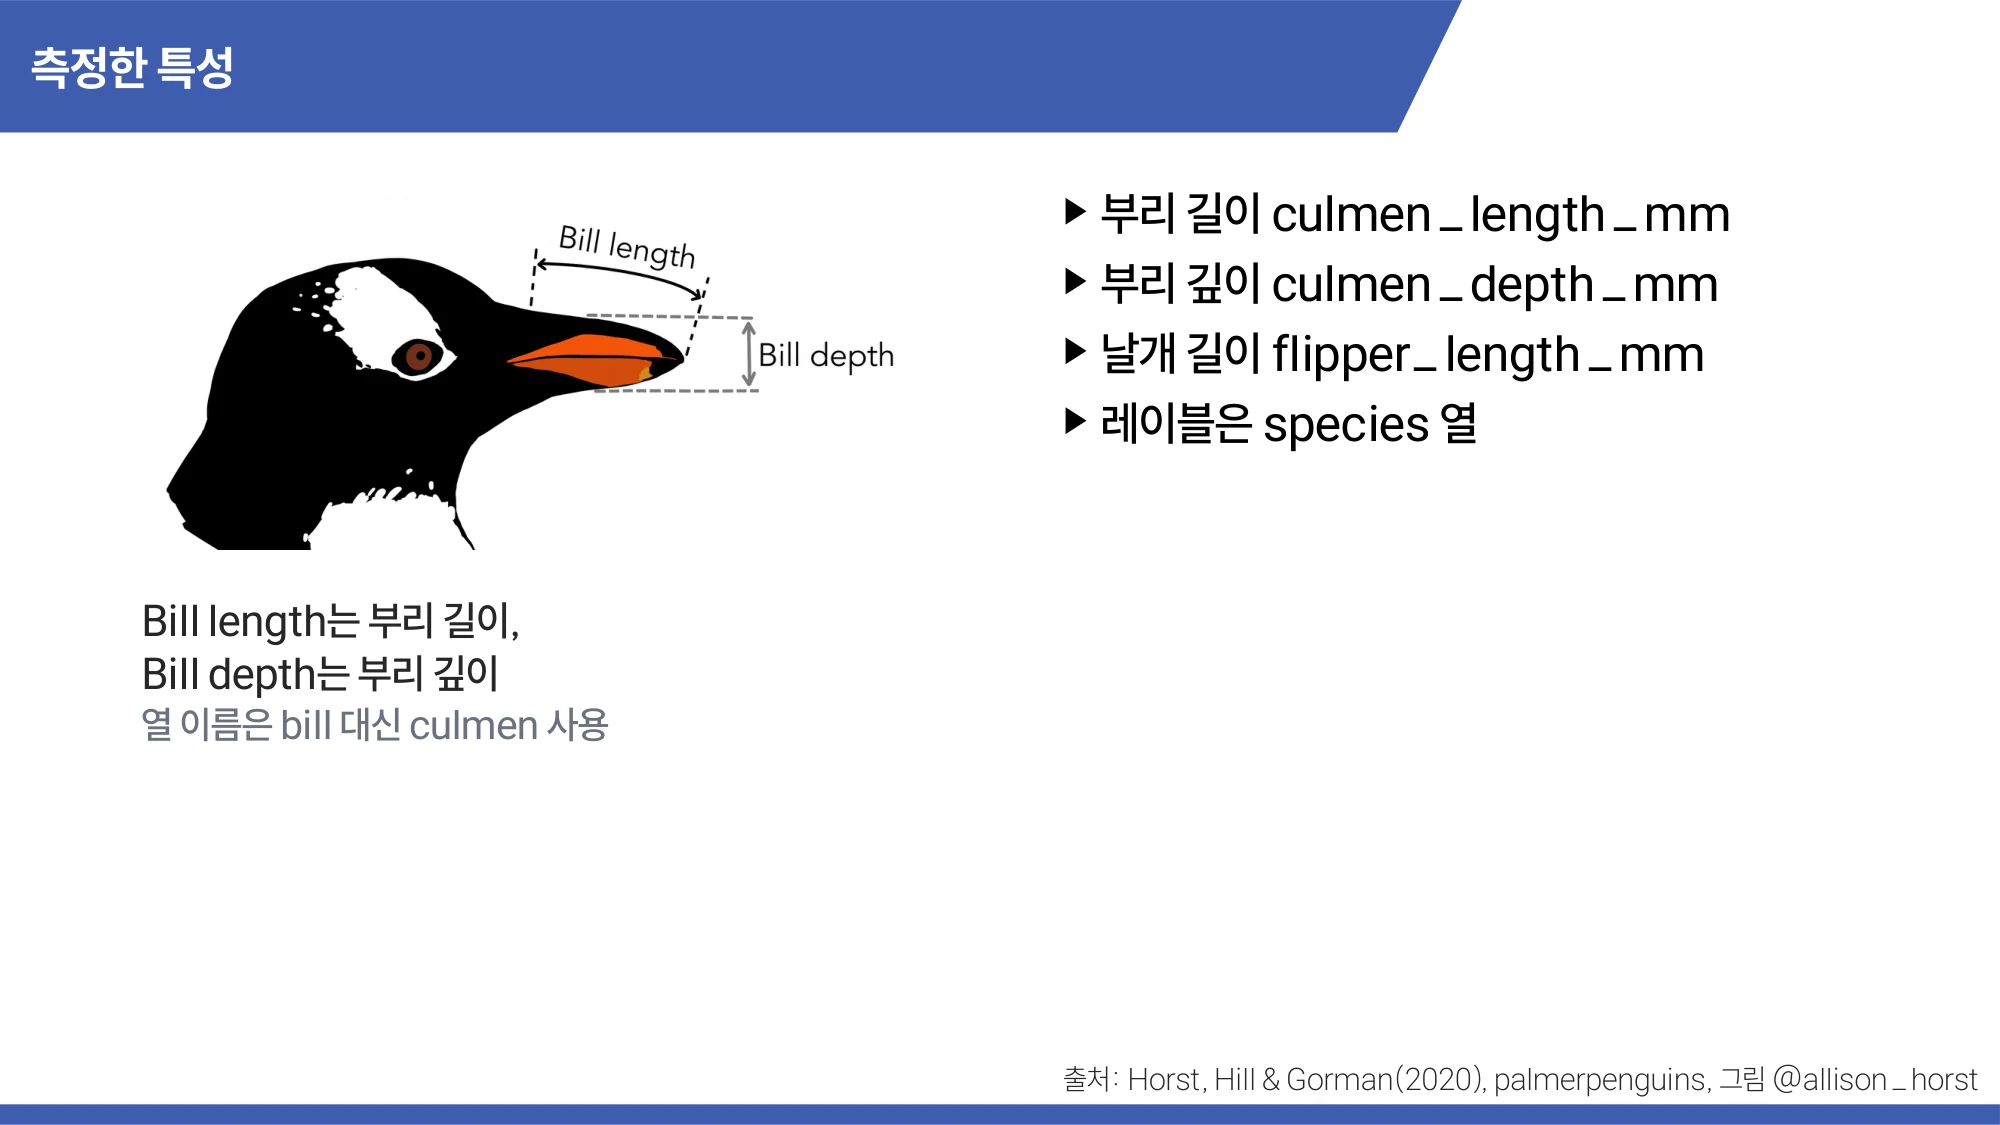 측정한 특성
Bill length
Bill depth
Bill length는 부리 길이,
Bill depth는 부리 깊이
열 이름은 bill 대신 culmen 사용
▶ 부리 길이 culmen_length_mm
▶ 부리 깊이 culmen_depth_mm
▶ 날개 길이 flipper_length_mm
▶ 레이블은 species 열
출처: Horst, Hill & Gorman(2020), palmerpenguins, 그림 @allison_horst